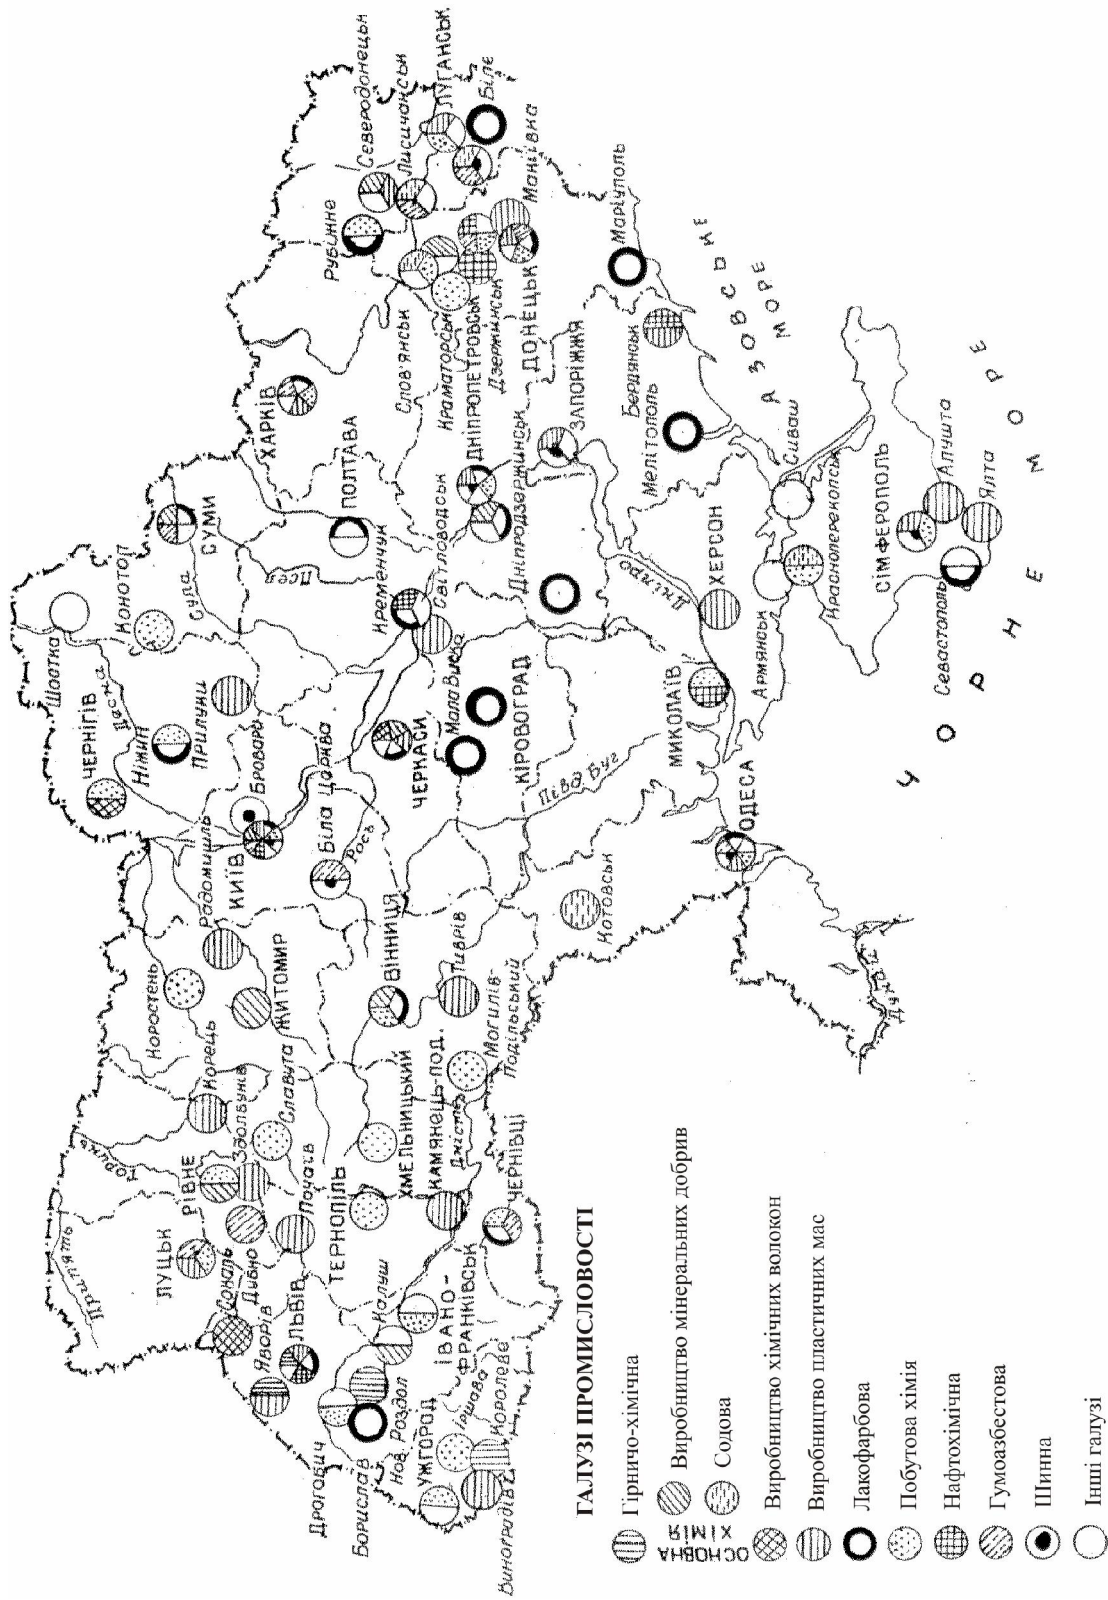 Шостка
ЧЕРНІГІВ
Десна
Конотоп
Сула
СУМИ
Ніжин
Прилуки
Псел
ХАРКІВ
ПОЛТАВА
Радомишль
КИЇВ
Бровари
Біла Церква
Рось
Кременчук
Світловодськ
ЧЕРКАСИ
Мала Виска
КІРОВОГРАД
Рубіжне
Сєверодонецьк
Лисичанськ
ЛУГАНСЬК
Біле
Слов'янськ
Краматорськ
ДНІПРОПЕТРОВСЬК
Дзержинськ
ДОНЕЦЬК
Макіївка
Дніпродзержинськ
ЗАПОРІЖЖЯ
Маріуполь
Бердянськ
Мелітополь
АЗОВСЬКЕ
МОРЕ
Прип'ять
Горинь
ЛУЦЬК
РІВНЕ
Здолбунів
Корець
Коростень
ЖИТОМИР
Славута
Сокаль
Дубно
Яворів
ЛЬВІВ
Почаїв
ТЕРНОПІЛЬ
ХМЕЛЬНИЦЬКИЙ
ВІННИЦЯ
Тиврів
КАМЯНЕЦЬ-ПОД.
Дністер
Могилів-
Подільський
ЧЕРНІВЦІ
Калуш
ІВАНО-
ФРАНКІВСЬК
Дрогович
Борислав
Нов. Роздол
УЖГОРОД
Іршава
Королеве
Виноградів
Котовськ
Півд. Буг
МИКОЛАЇВ
ОДЕСА
Дунай
Дніпро
ХЕРСОН
Армянськ
Красноперекопськ
Сиваш
СІМФЕРОПОЛЬ
Алушта
Ялта
Севастополь
ЧОРНЕ МОРЕ
ГАЛУЗІ ПРОМИСЛОВОСТІ
Гірничо-хімічна
ОСНОВНА
ХІМІЯ
Виробництво мінеральних добрив
Содова
Виробництво хімічних волокон
Виробництво пластичних мас
Лакофарбова
Побутова хімія
Нафтохімічна
Гумоазбестова
Шинна
Інші галузі